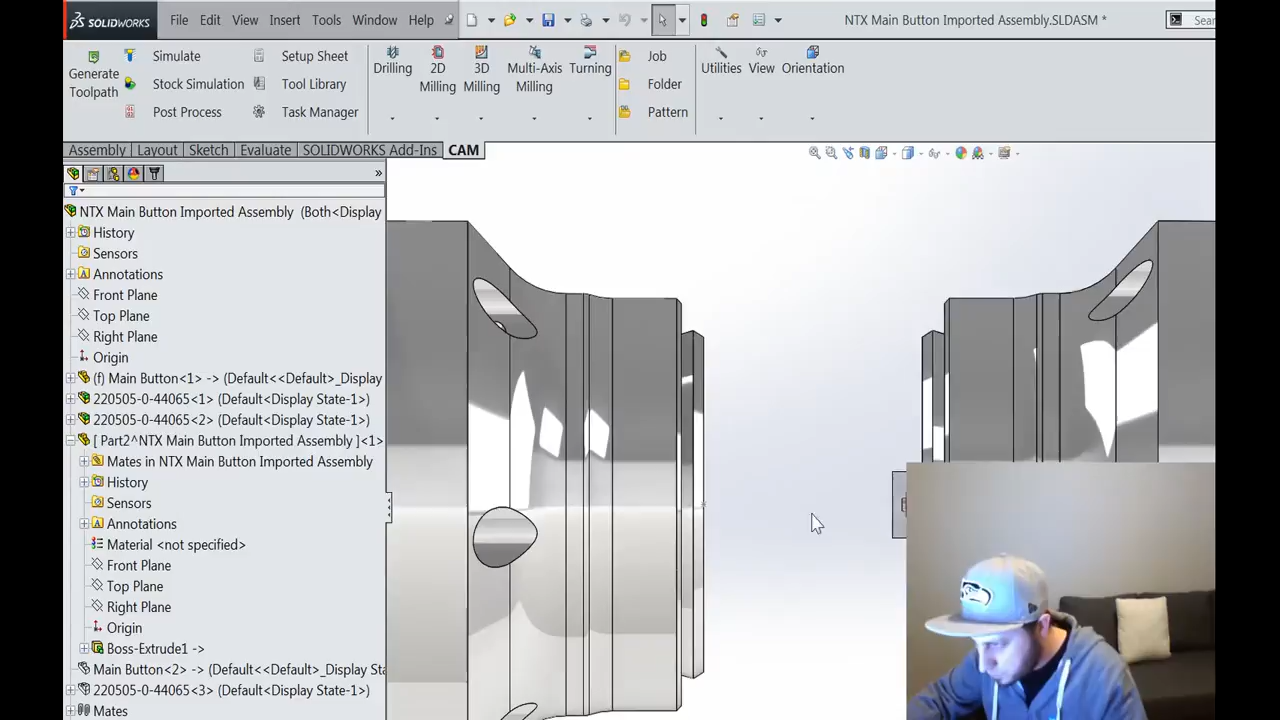 SOLIDWORKS File Edit View Insert Tools Window Help NTX Main Button Imported Assembly.SLDASM * Sear
Generate Toolpath
Simulate
Stock Simulation
Post Process
Setup Sheet
Tool Library
Task Manager
Drilling
2D Milling
3D Milling
Multi-Axis Milling
Turning
Job
Folder
Pattern
Utilities
View
Orientation
Assembly Layout Sketch Evaluate SOLIDWORKS Add-Ins CAM
NTX Main Button Imported Assembly (Both<Display
History
Sensors
Annotations
Front Plane
Top Plane
Right Plane
Origin
(f) Main Button<1> -> (Default<<Default>_Display
220505-0-44065<1> (Default<Display State-1>)
220505-0-44065<2> (Default<Display State-1>)
[ Part2^NTX Main Button Imported Assembly ]<1>
Mates in NTX Main Button Imported Assembly
History
Sensors
Annotations
Material <not specified>
Front Plane
Top Plane
Right Plane
Origin
Boss-Extrude1 ->
Main Button<2> -> (Default<<Default>_Display Sta
220505-0-44065<3> (Default<Display State-1>)
Mates